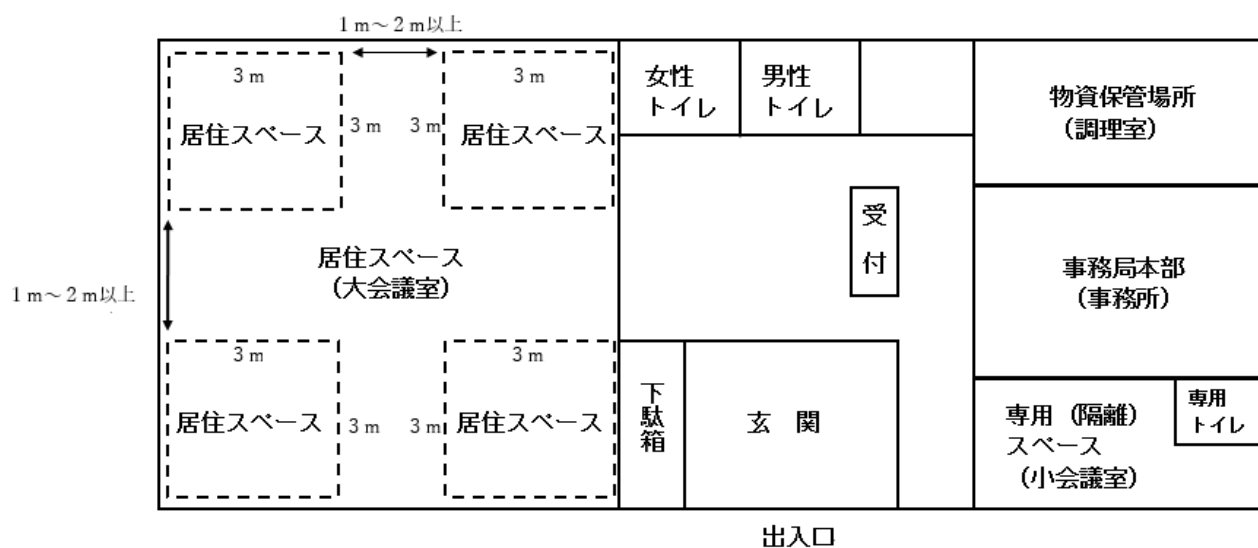 1ｍ～2ｍ以上
3ｍ
3ｍ
女性
トイレ
男性
トイレ
物資保管場所
（調理室）
居住スペース
3ｍ
3ｍ
居住スペース
受
付
居住スペース
（大会議室）
事務局本部
（事務所）
1ｍ～2ｍ以上
3ｍ
3ｍ
居住スペース
3ｍ
3ｍ
居住スペース
下
駄
箱
玄　関
専用（隔離）
スペース
（小会議室）
専用
トイレ
出入口